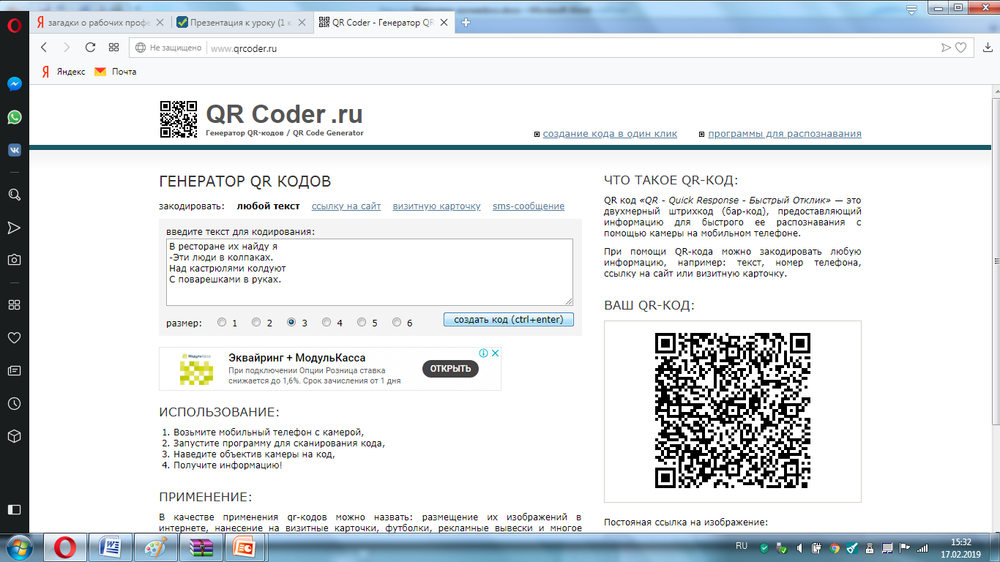 загадки о рабочих профе
Презентация к уроку (1 к
QR Coder - Генератор QR
Не защищено
www.qrcoder.ru
Яндекс
Почта
QR Coder .ru
Генератор QR-кодов / QR Code Generator
создание кода в один клик
программы для распознавания
ГЕНЕРАТОР QR КОДОВ
закодировать: любой текст ссылку на сайт визитную карточку sms-сообщение
введите текст для кодирования:
В ресторане их найду я
-Эти люди в колпаках.
Над кастрюлями колдуют
С поварешками в руках.
размер: 1 2 3 4 5 6
создать код (ctrl+enter)
МодульКасса
Эквайринг + МодульКасса
При подключении Опции Розница ставка
снижается до 1,6%. Срок зачисления от 1 дня
ОТКРЫТЬ
ИСПОЛЬЗОВАНИЕ:
1. Возьмите мобильный телефон с камерой,
2. Запустите программу для сканирования кода,
3. Наведите объектив камеры на код,
4. Получите информацию!
ПРИМЕНЕНИЕ:
В качестве применения qr-кодов можно назвать: размещение их изображений в
интернете, нанесение на визитные карточки, футболки, рекламные вывески и многое
ЧТО ТАКОЕ QR-КОД:
QR код «QR - Quick Response - Быстрый Отклик» — это
двухмерный штрихкод (бар-код), предоставляющий
информацию для быстрого ее распознавания с
помощью камеры на мобильном телефоне.
При помощи QR-кода можно закодировать любую
информацию, например: текст, номер телефона,
ссылку на сайт или визитную карточку.
ВАШ QR-КОД:
Постояная ссылка на изображение:
RU
15:32
17.02.2019